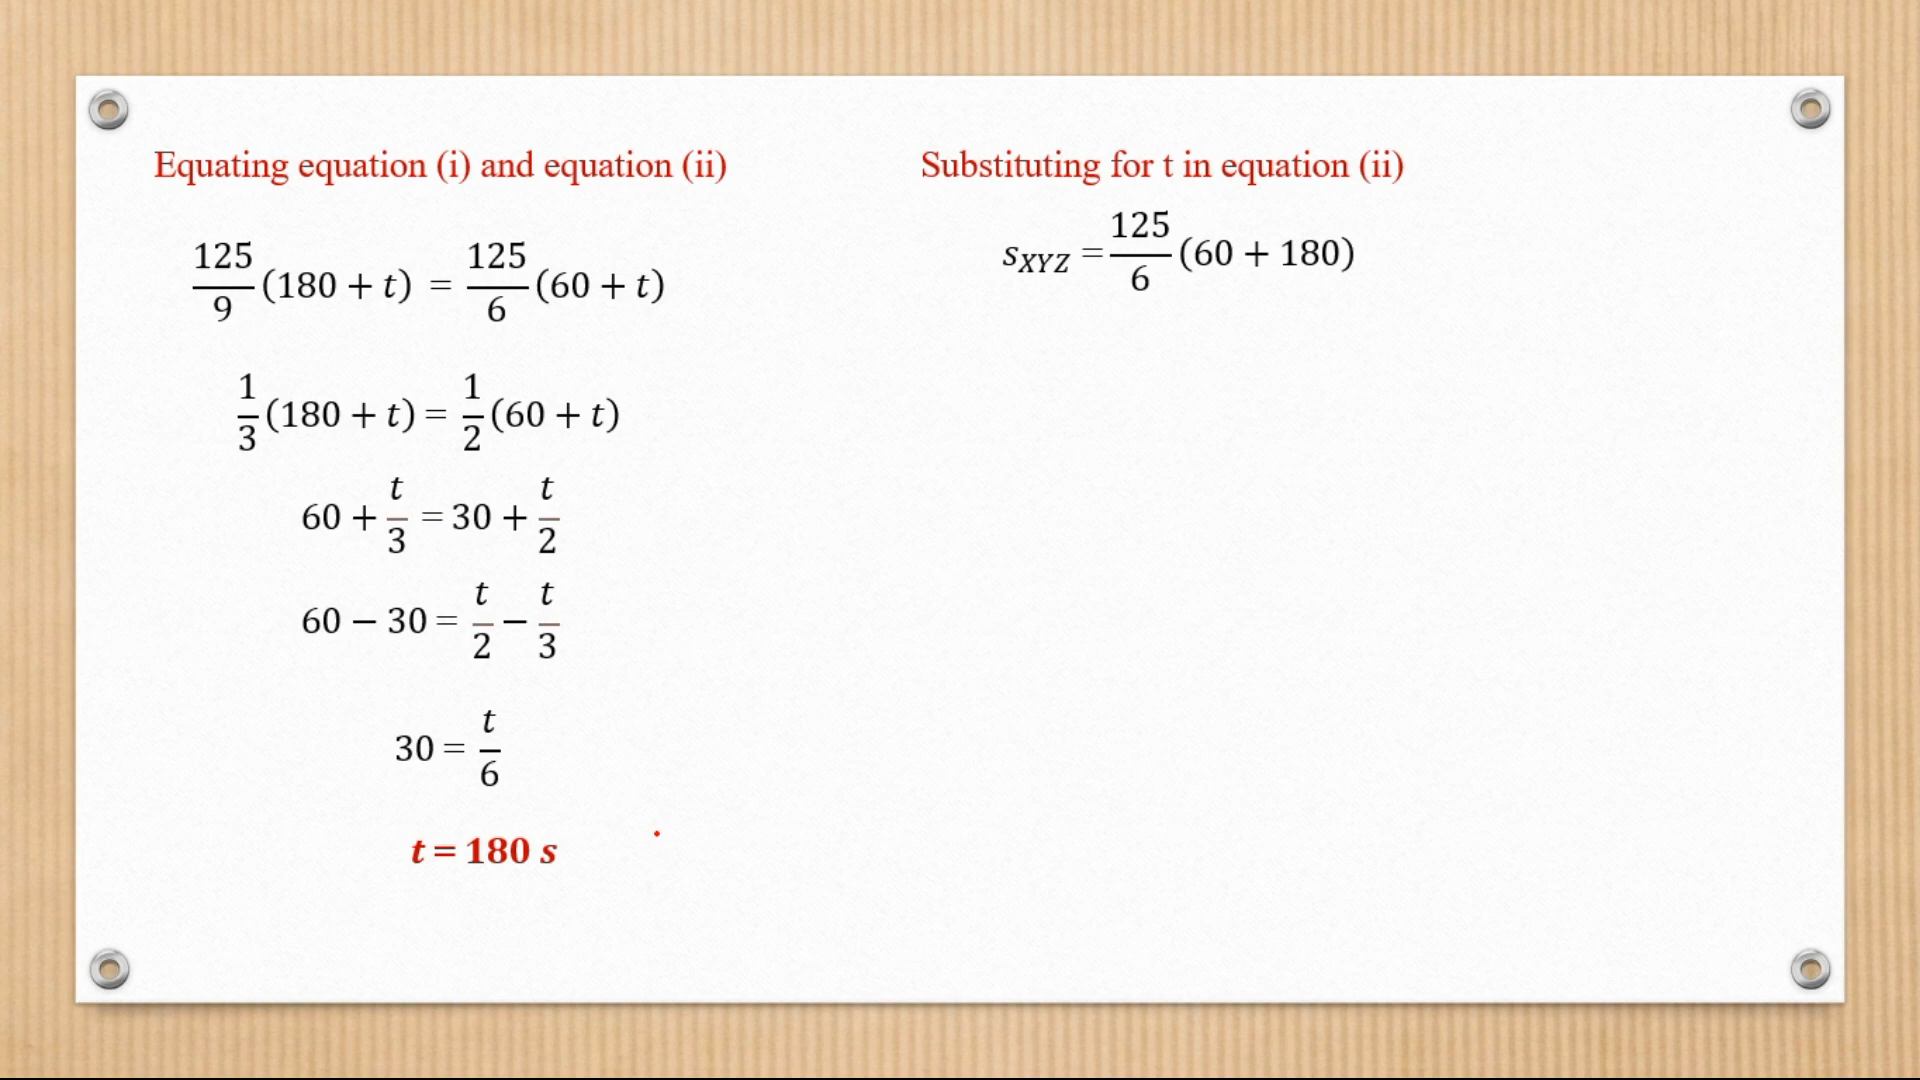 Equating equation (i) and equation (ii)
125/9 (180 + t) = 125/6 (60 + t)
1/3 (180 + t) = 1/2 (60 + t)
60 + t/3 = 30 + t/2
60 − 30 = t/2 − t/3
30 = t/6
t = 180 s
Substituting for t in equation (ii)
s_XYZ = 125/6 (60 + 180)